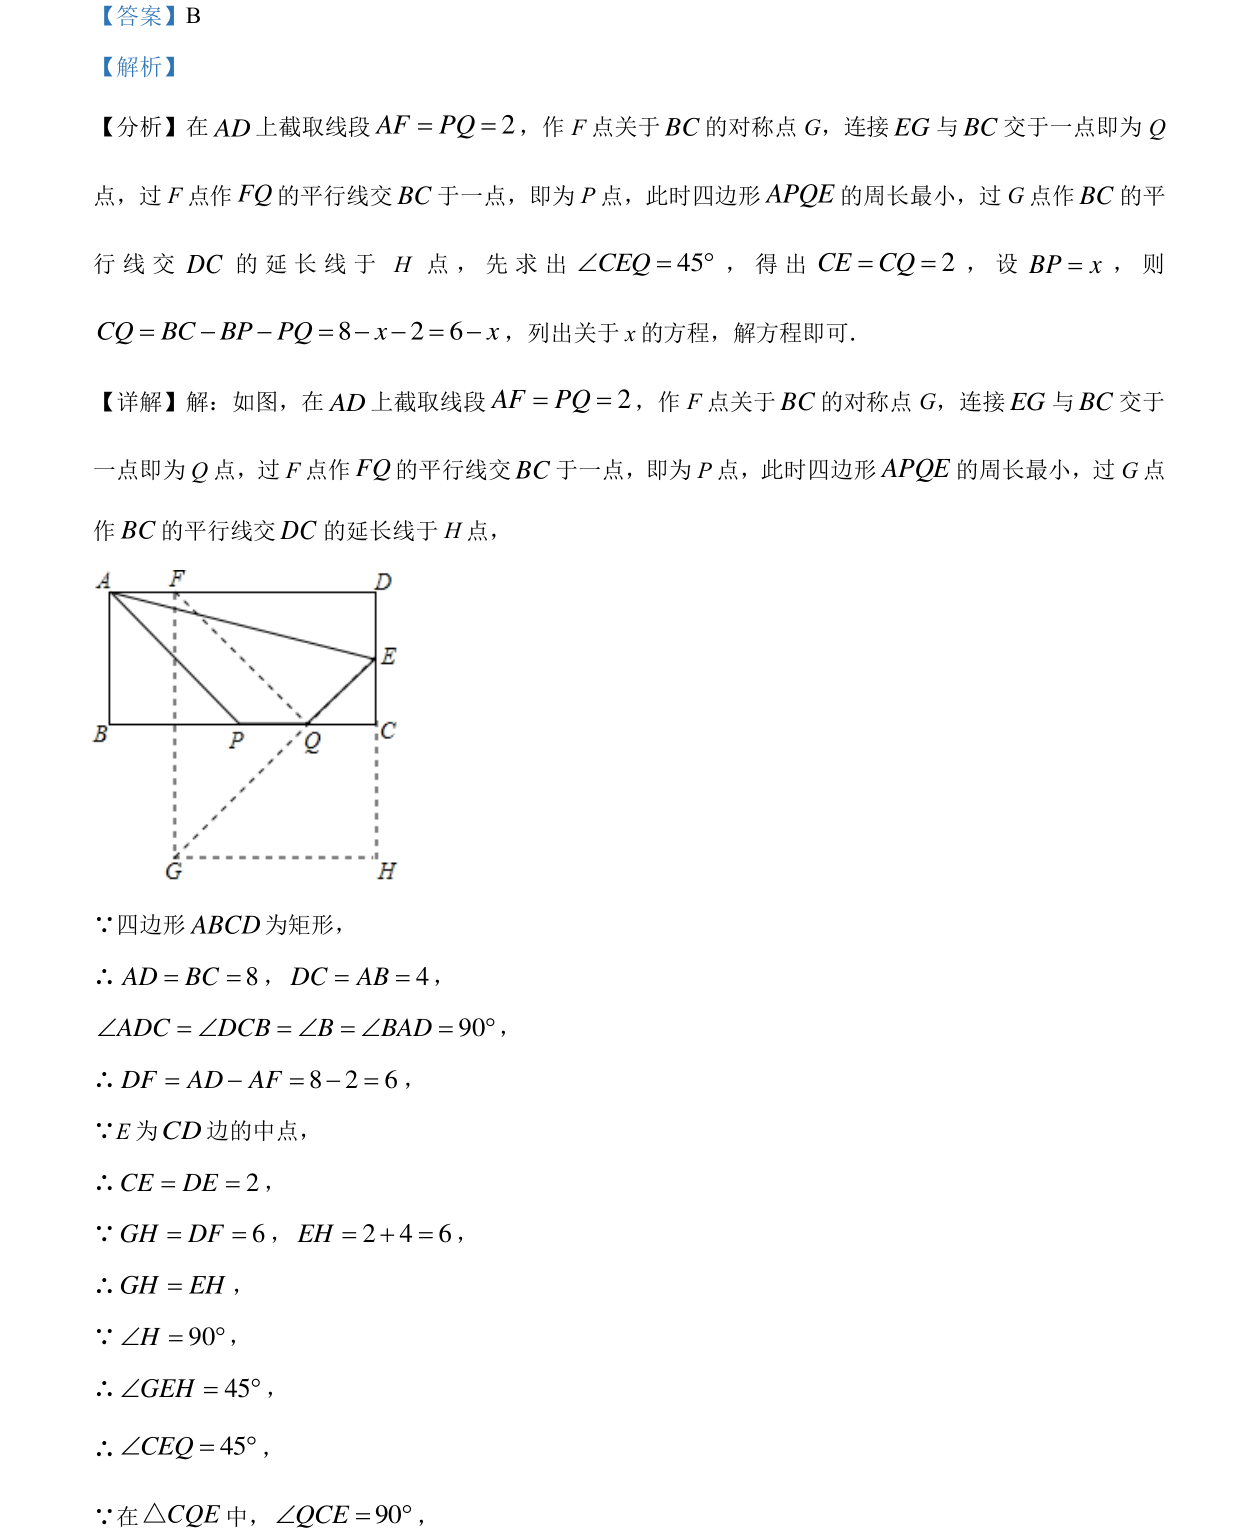 【答案】B
【解析】
【分析】在AD上截取线段AF=PQ=2，作F点关于BC的对称点G，连接EG与BC交于一点即为Q
点，过F点作FQ的平行线交BC于一点，即为P点，此时四边形APQE的周长最小，过G点作BC的平
行线交DC的延长线于H点，先求出∠CEQ=45°，得出CE=CQ=2，设BP=x，则
CQ=BC−BP−PQ=8−x−2=6−x，列出关于x的方程，解方程即可.
【详解】解：如图，在AD上截取线段AF=PQ=2，作F点关于BC的对称点G，连接EG与BC交于
一点即为Q点，过F点作FQ的平行线交BC于一点，即为P点，此时四边形APQE的周长最小，过G点
作BC的平行线交DC的延长线于H点，
A F D
E
B P Q C
G H
∵四边形ABCD为矩形，
∴AD=BC=8，DC=AB=4，
∠ADC=∠DCB=∠B=∠BAD=90°，
∴DF=AD−AF=8−2=6，
∵E为CD边的中点，
∴CE=DE=2，
∵GH=DF=6，EH=2+4=6，
∴GH=EH，
∵∠H=90°，
∴∠GEH=45°，
∴∠CEQ=45°，
∵在△CQE中，∠QCE=90°，